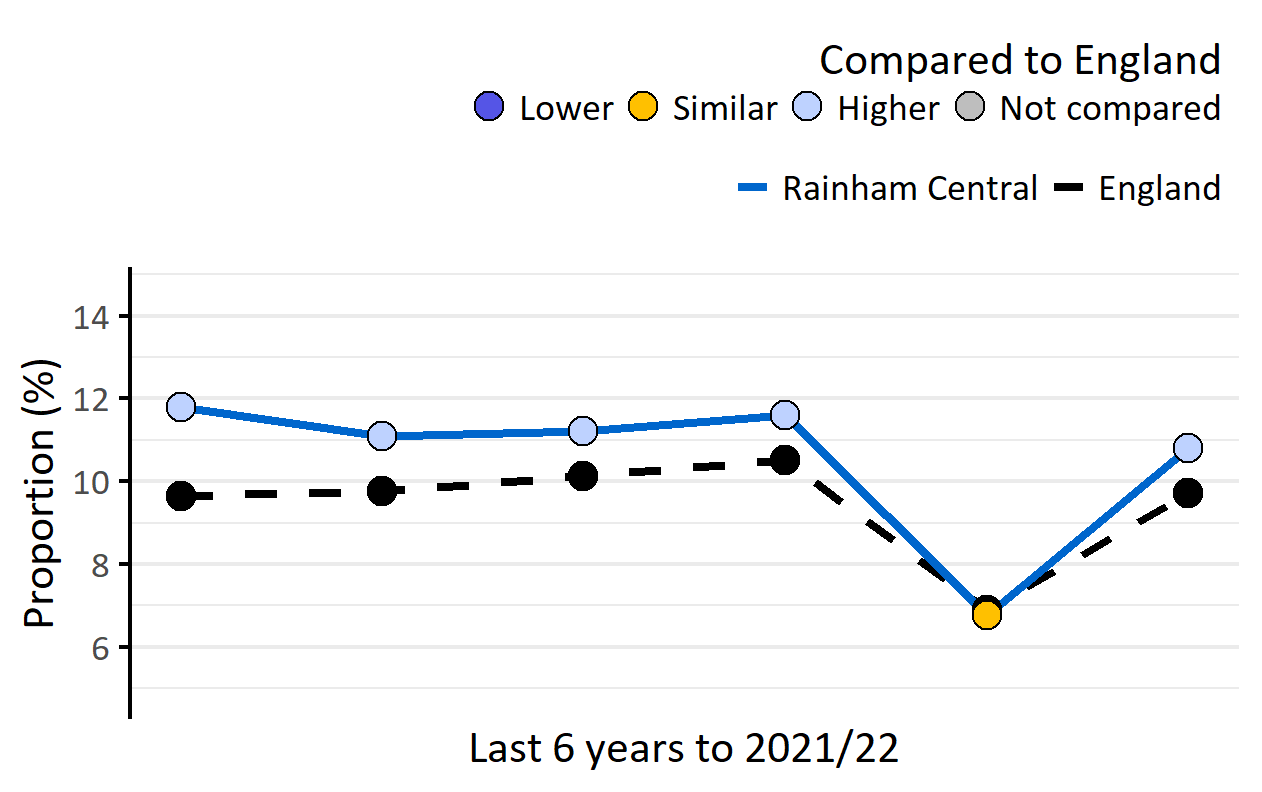 Compared to England
Lower Similar Higher Not compared
Rainham Central England
Proportion (%)
14
12
10
8
6
Last 6 years to 2021/22